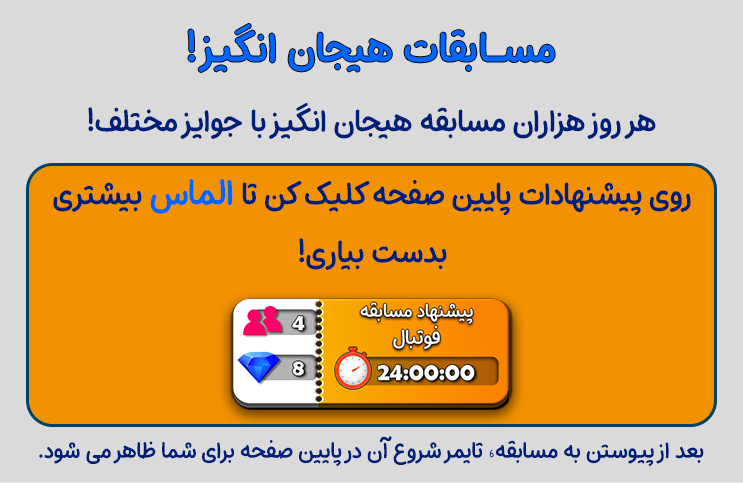 مسابقات هیجان انگیز!
هر روز هزاران مسابقه هیجان انگیز با جوایز مختلف!
روی پیشنهادات پایین صفحه کلیک کن تا الماس بیشتری
بدست بیاری!
پیشنهاد مسابقه
فوتبال
24:00:00
4
8
بعد از پیوستن به مسابقه، تایمر شروع آن در پایین صفحه برای شما ظاهر می شود.